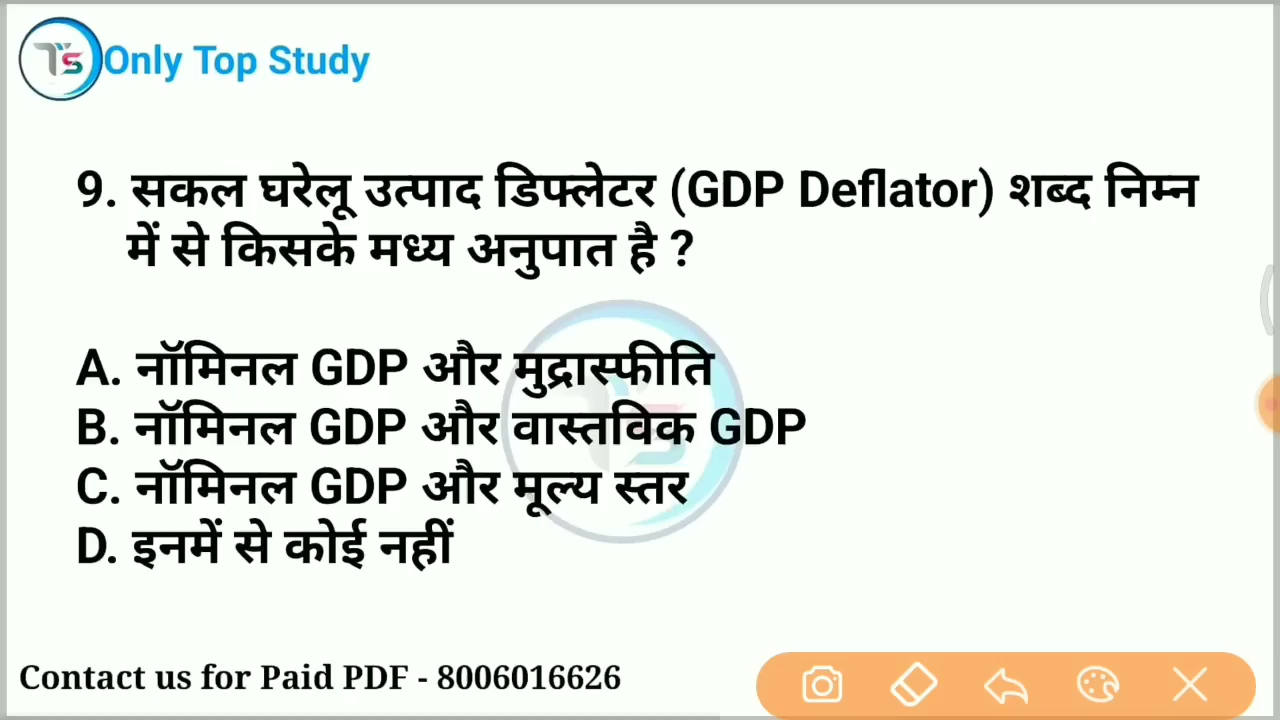 TS Only Top Study
9. सकल घरेलू उत्पाद डिफ्लेटर (GDP Deflator) शब्द निम्न
में से किसके मध्य अनुपात है ?
A. नॉमिनल GDP और मुद्रास्फीति
B. नॉमिनल GDP और वास्तविक GDP
C. नॉमिनल GDP और मूल्य स्तर
D. इनमें से कोई नहीं
Contact us for Paid PDF - 8006016626